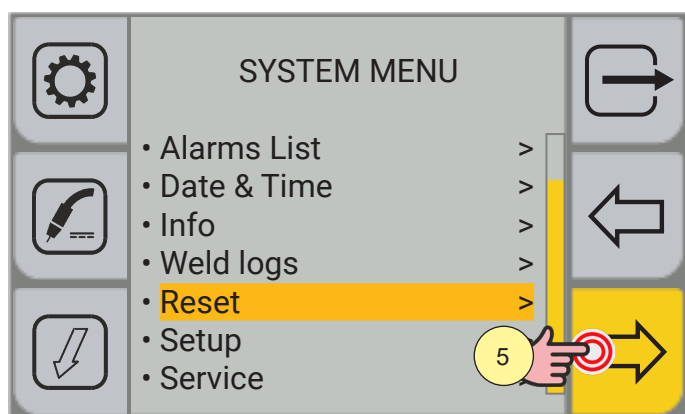 SYSTEM MENU
• Alarms List >
• Date & Time >
• Info >
• Weld logs >
• Reset >
• Setup
• Service
5